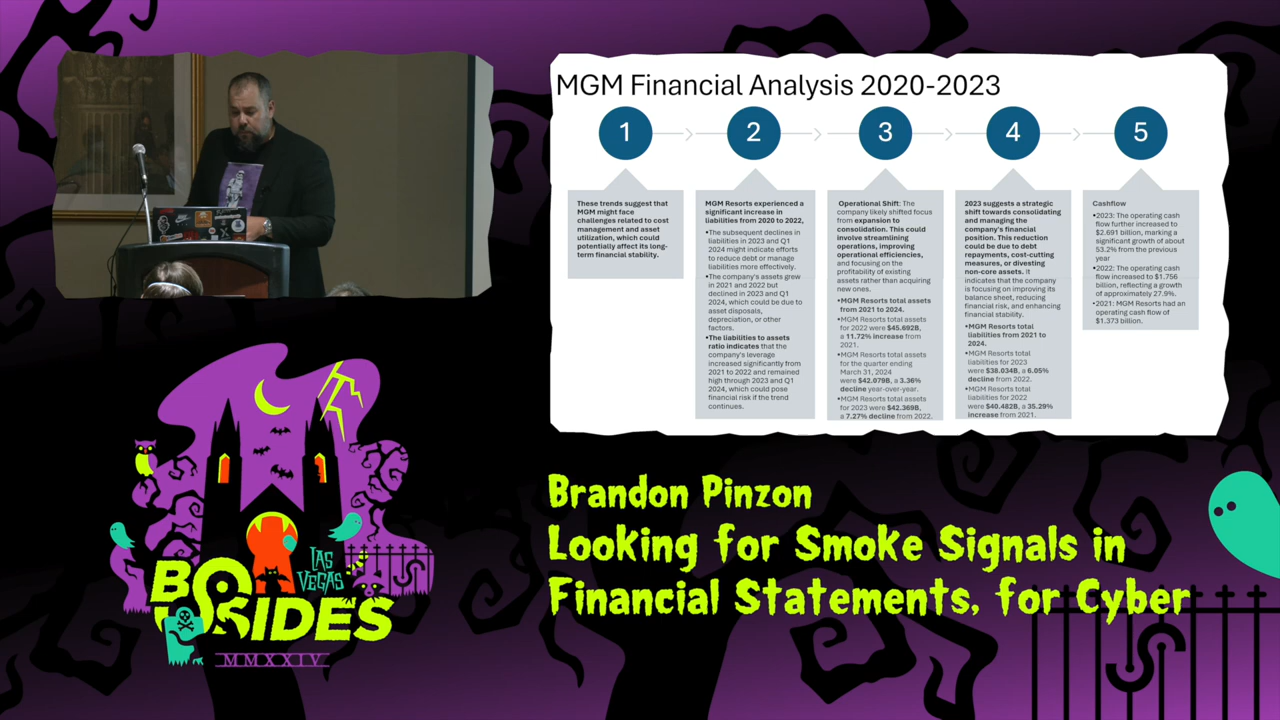 MGM Financial Analysis 2020-2023
1
2
3
4
5
These trends suggest that
MGM might face
challenges related to cost
management and asset
utilization, which could
potentially affect its long-
term financial stability.
MGM Resorts experienced a
significant increase in
liabilities from 2020 to 2022,
•The subsequent declines in
liabilities in 2023 and Q1
2024 might indicate efforts
to reduce debt or manage
liabilities more effectively.
•The company's assets grew
in 2021 and 2022 but
declined in 2023 and Q1
2024, which could be due to
asset disposals,
depreciation, or other
factors.
•The liabilities to assets
ratio indicates that the
company's leverage
increased significantly from
2021 to 2022 and remained
high through 2023 and Q1
2024, which could pose
financial risk if the trend
continues.
Operational Shift: The
company likely shifted focus
from expansion to
consolidation. This could
involve streamlining
operations, improving
operational efficiencies,
and focusing on the
profitability of existing
assets rather than acquiring
new ones.
•MGM Resorts total assets
from 2021 to 2024.
•MGM Resorts total assets
for 2022 were $45.692B,
a 11.72% increase from
2021.
•MGM Resorts total assets
for the quarter ending
March 31, 2024
were $42.079B, a 3.36%
decline year-over-year.
•MGM Resorts total assets
for 2023 were $42.369B,
a 7.27% decline from 2022.
2023 suggests a strategic
shift towards consolidating
and managing the
company's financial
position. This reduction
could be due to debt
repayments, cost-cutting
measures, or divesting
non-core assets. It
indicates that the company
is focusing on improving its
balance sheet, reducing
financial risk, and enhancing
financial stability.
•MGM Resorts total
liabilities from 2021 to
2024.
•MGM Resorts total
liabilities for 2023
were $38.034B, a 6.05%
decline from 2022.
•MGM Resorts total
liabilities for 2022
were $40.482B, a 35.29%
increase from 2021.
Cashflow
•2023: The operating cash
flow further increased to
$2.691 billion, marking a
significant growth of about
53.2% from the previous
year
•2022: The operating cash
flow increased to $1.756
billion, reflecting a growth
of approximately 27.9%.
•2021: MGM Resorts had an
operating cash flow of
$1.373 billion.
Brandon Pinzon
Looking for Smoke Signals in
Financial Statements, for Cyber
LAS
VEGAS
BSIDES
MMXXIV